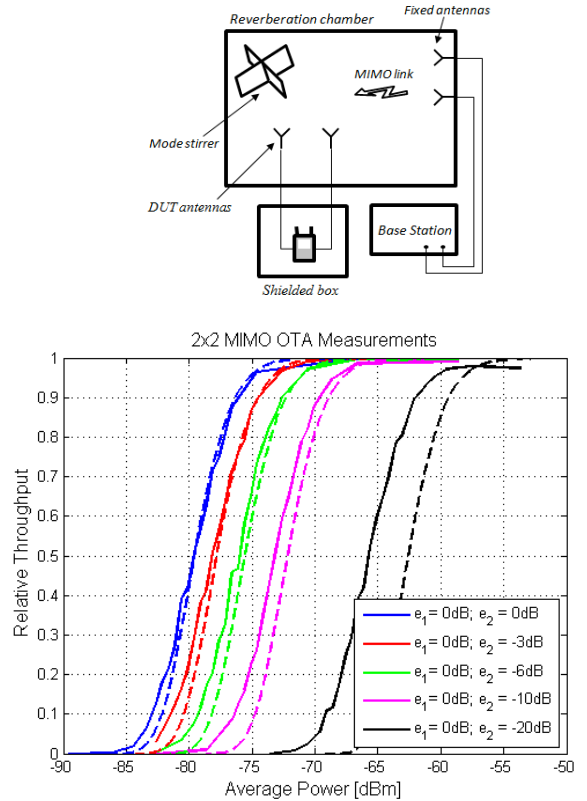 Fixed antennas
Reverberation chamber
MIMO link
Mode stirrer
DUT antennas
Base Station
Shielded box
2x2 MIMO OTA Measurements
Relative Throughput
1
0.9
0.8
0.7
0.6
0.5
0.4
0.3
0.2
0.1
0
e₁= 0dB; e₂ = 0dB
e₁= 0dB; e₂ = -3dB
e₁= 0dB; e₂ = -6dB
e₁= 0dB; e₂ = -10dB
e₁= 0dB; e₂ = -20dB
-90 -85 -80 -75 -70 -65 -60 -55 -50
Average Power [dBm]